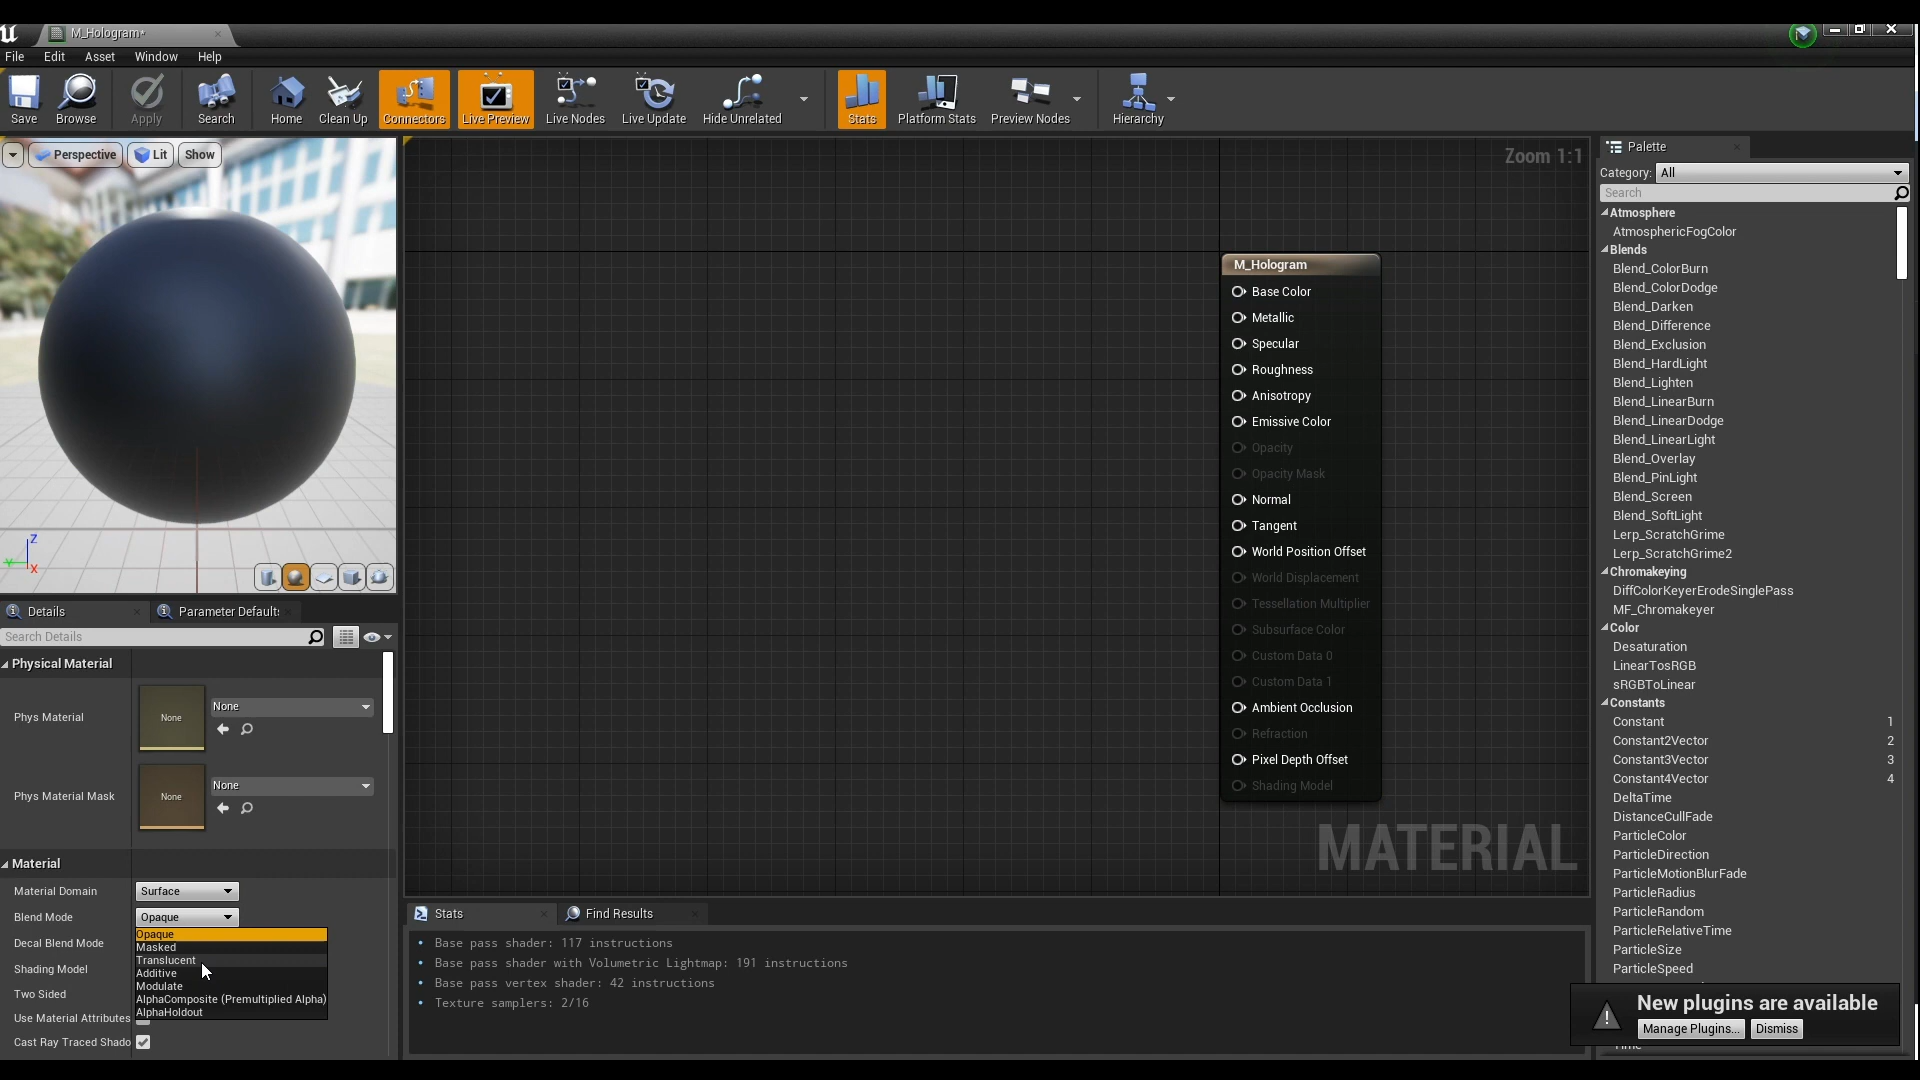 M_Hologram*
File Edit Asset Window Help
Save Browse Apply Search Home Clean Up Connectors Live Preview Live Nodes Live Update Hide Unrelated Stats Platform Stats Preview Nodes Hierarchy
Perspective Lit Show
Z
Y
X
Zoom 1:1
M_Hologram
Base Color
Metallic
Specular
Roughness
Anisotropy
Emissive Color
Opacity
Opacity Mask
Normal
Tangent
World Position Offset
World Displacement
Tessellation Multiplier
Subsurface Color
Custom Data 0
Custom Data 1
Ambient Occlusion
Refraction
Pixel Depth Offset
Shading Model
MATERIAL
Details Parameter Defaults
Search Details
Physical Material
Phys Material None None
Phys Material Mask None None
Material
Material Domain Surface
Blend Mode Opaque
Decal Blend Mode
Shading Model
Two Sided
Use Material Attributes
Cast Ray Traced Shado
Opaque
Masked
Translucent
Additive
Modulate
AlphaComposite (Premultiplied Alpha)
AlphaHoldout
Stats Find Results
Base pass shader: 117 instructions
Base pass shader with Volumetric Lightmap: 191 instructions
Base pass vertex shader: 42 instructions
Texture samplers: 2/16
Palette
Category: All
Search
Atmosphere
AtmosphericFogColor
Blends
Blend_ColorBurn
Blend_ColorDodge
Blend_Darken
Blend_Difference
Blend_Exclusion
Blend_HardLight
Blend_Lighten
Blend_LinearBurn
Blend_LinearDodge
Blend_LinearLight
Blend_Overlay
Blend_PinLight
Blend_Screen
Blend_SoftLight
Lerp_ScratchGrime
Lerp_ScratchGrime2
Chromakeying
DiffColorKeyerErodeSinglePass
MF_Chromakeyer
Color
Desaturation
LinearTosRGB
sRGBToLinear
Constants
Constant 1
Constant2Vector 2
Constant3Vector 3
Constant4Vector 4
DeltaTime
DistanceCullFade
ParticleColor
ParticleDirection
ParticleMotionBlurFade
ParticleRadius
ParticleRandom
ParticleRelativeTime
ParticleSize
ParticleSpeed
New plugins are available
Manage Plugins... Dismiss
Time